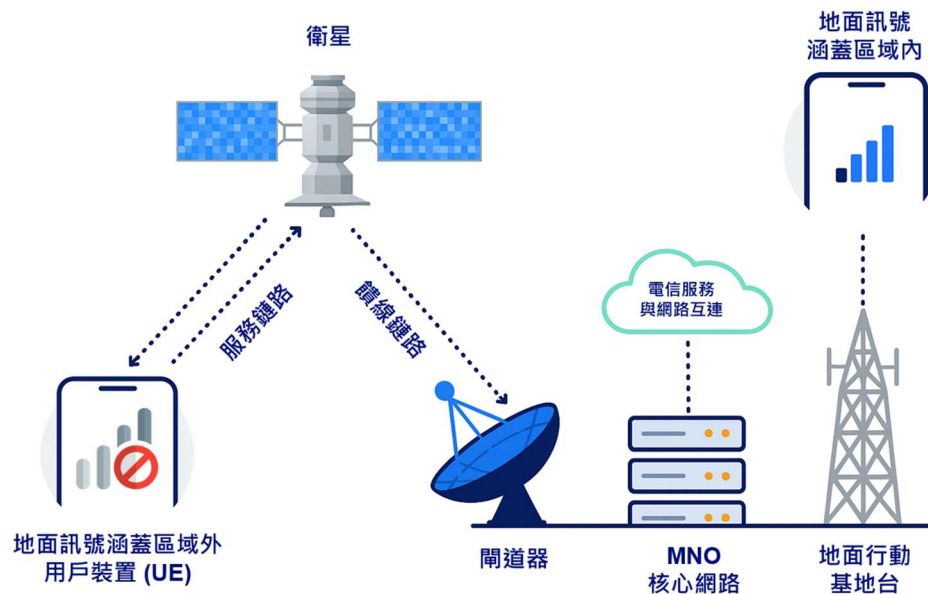 衛星
地面訊號
涵蓋區域內
服務鏈路
饋線鏈路
電信服務
與網路互連
地面訊號涵蓋區域外
用戶裝置 (UE)
閘道器
MNO
核心網路
地面行動
基地台